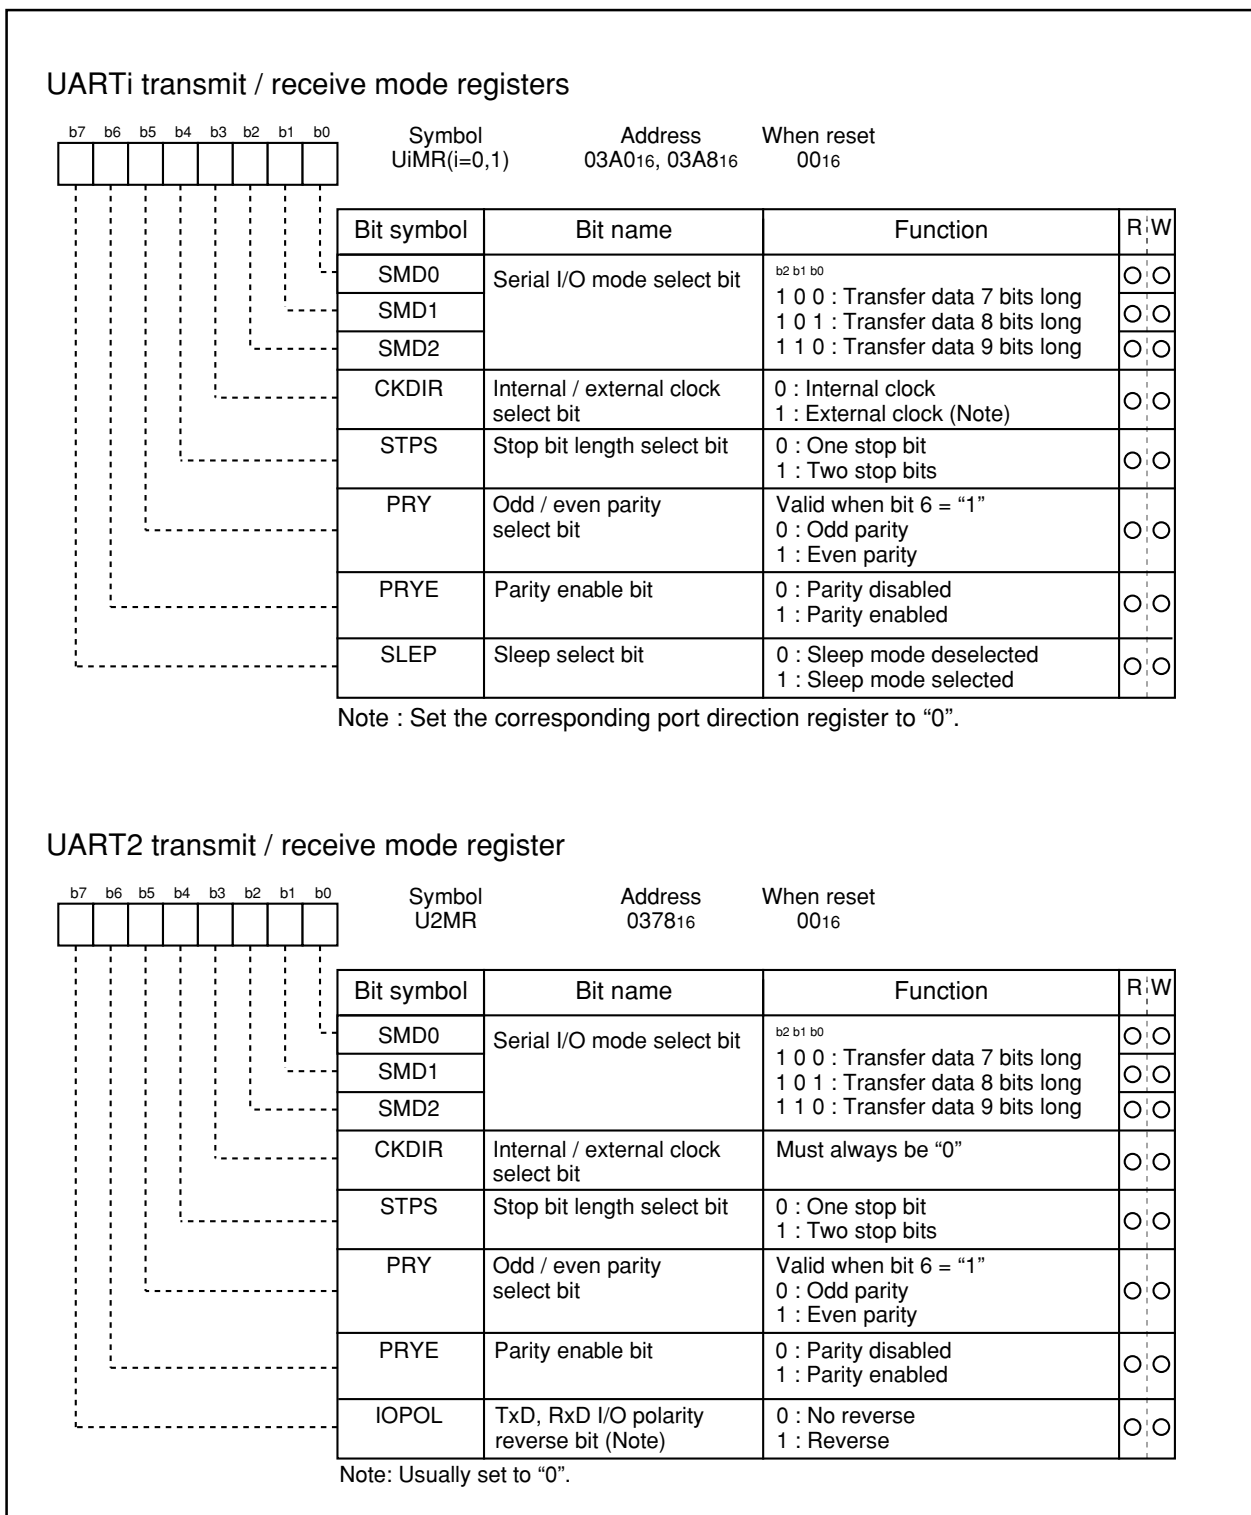 UARTi transmit / receive mode registers
b7 b6 b5 b4 b3 b2 b1 b0
Symbol Address When reset
UiMR(i=0,1) 03A016, 03A816 0016
Bit symbol Bit name Function R W
SMD0 Serial I/O mode select bit b2 b1 b0
1 0 0 : Transfer data 7 bits long
SMD1 1 0 1 : Transfer data 8 bits long
SMD2 1 1 0 : Transfer data 9 bits long
CKDIR Internal / external clock 0 : Internal clock
select bit 1 : External clock (Note)
STPS Stop bit length select bit 0 : One stop bit
1 : Two stop bits
PRY Odd / even parity Valid when bit 6 = “1”
select bit 0 : Odd parity
1 : Even parity
PRYE Parity enable bit 0 : Parity disabled
1 : Parity enabled
SLEP Sleep select bit 0 : Sleep mode deselected
1 : Sleep mode selected
Note : Set the corresponding port direction register to “0”.
UART2 transmit / receive mode register
b7 b6 b5 b4 b3 b2 b1 b0
Symbol Address When reset
U2MR 037816 0016
Bit symbol Bit name Function R W
SMD0 Serial I/O mode select bit b2 b1 b0
1 0 0 : Transfer data 7 bits long
SMD1 1 0 1 : Transfer data 8 bits long
SMD2 1 1 0 : Transfer data 9 bits long
CKDIR Internal / external clock Must always be “0”
select bit
STPS Stop bit length select bit 0 : One stop bit
1 : Two stop bits
PRY Odd / even parity Valid when bit 6 = “1”
select bit 0 : Odd parity
1 : Even parity
PRYE Parity enable bit 0 : Parity disabled
1 : Parity enabled
IOPOL TxD, RxD I/O polarity 0 : No reverse
reverse bit (Note) 1 : Reverse
Note: Usually set to “0”.